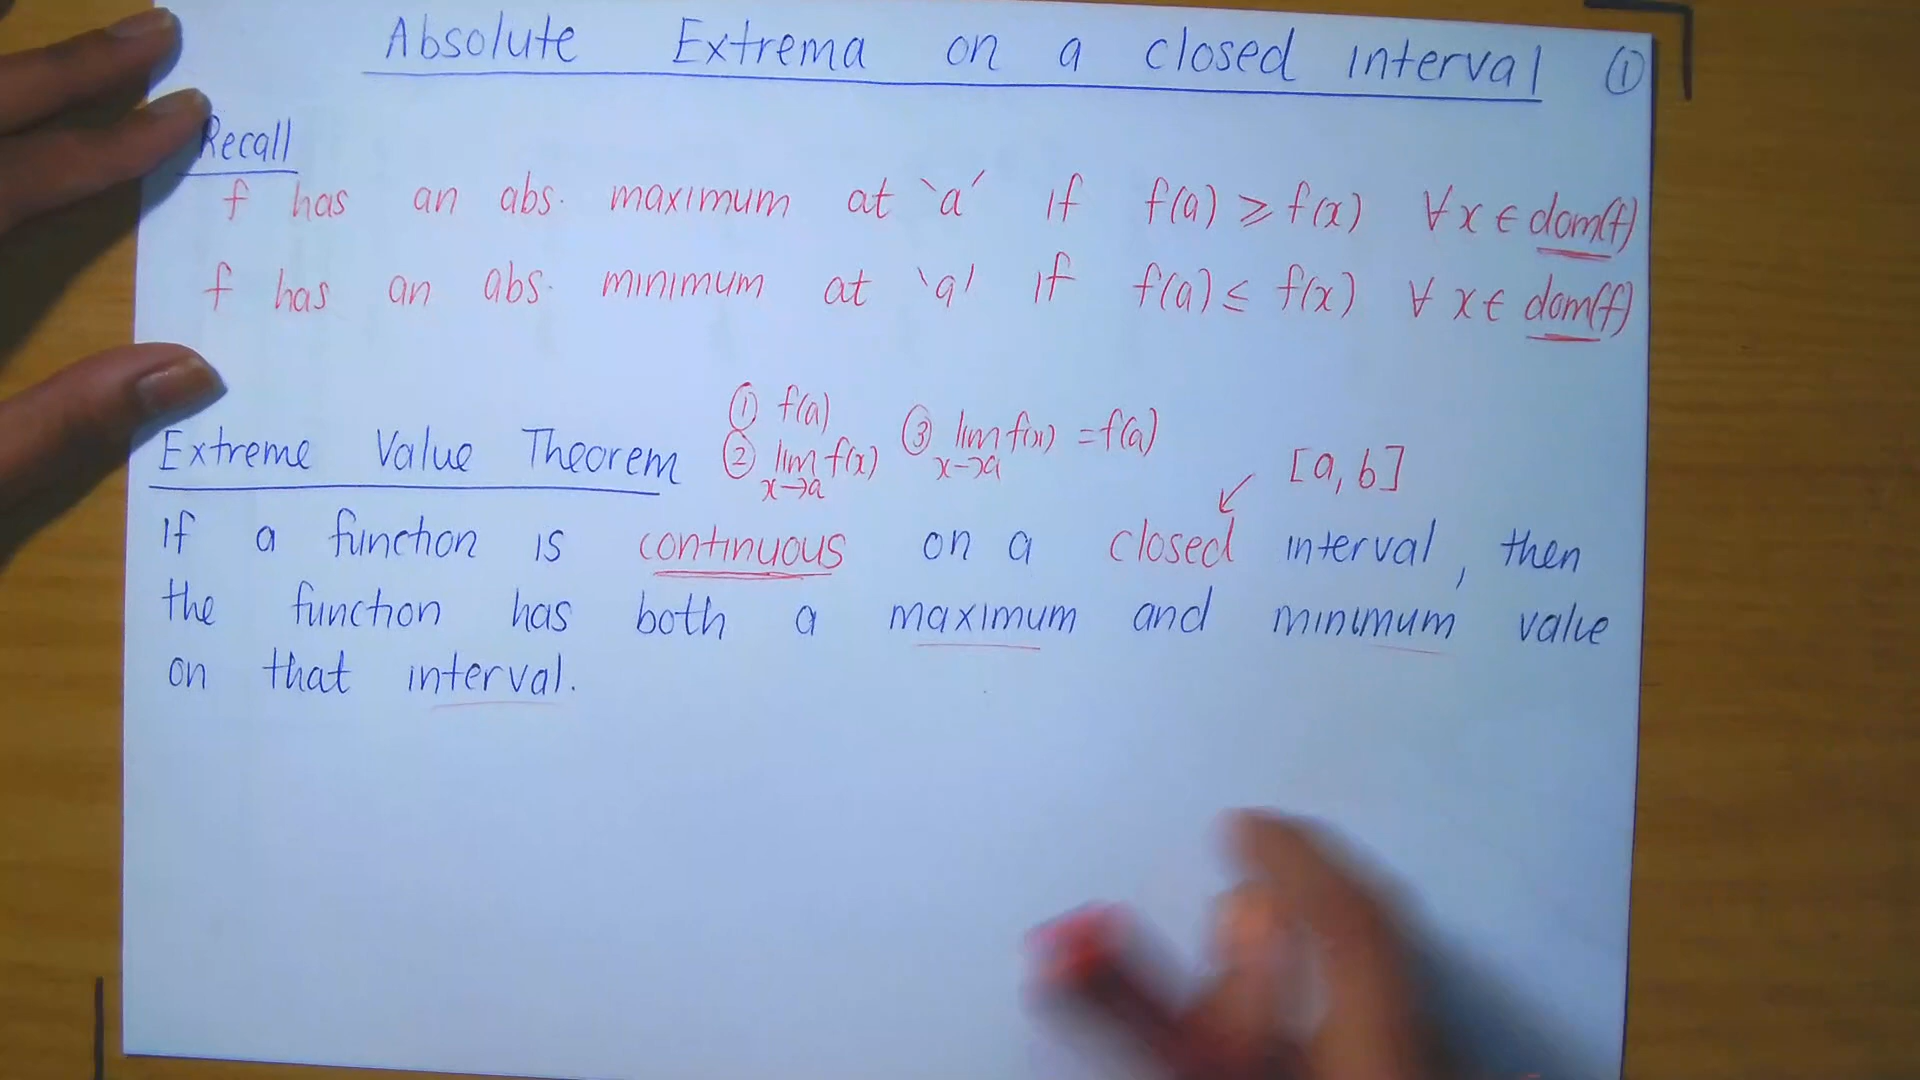 Absolute Extrema on a closed interval ①
Recall
f has an abs. maximum at `a´ if f(a) ⩾ f(x) ∀ x ∈ dom(f)
f has an abs. minimum at `a' if f(a) ≤ f(x) ∀ x ∈ dom(f)
① f(a)
② lim x→a f(x)
③ lim x→a f(x) = f(a)
Extreme Value Theorem
[a, b]
If a function is continuous on a closed interval, then
the function has both a maximum and minimum value
on that interval.